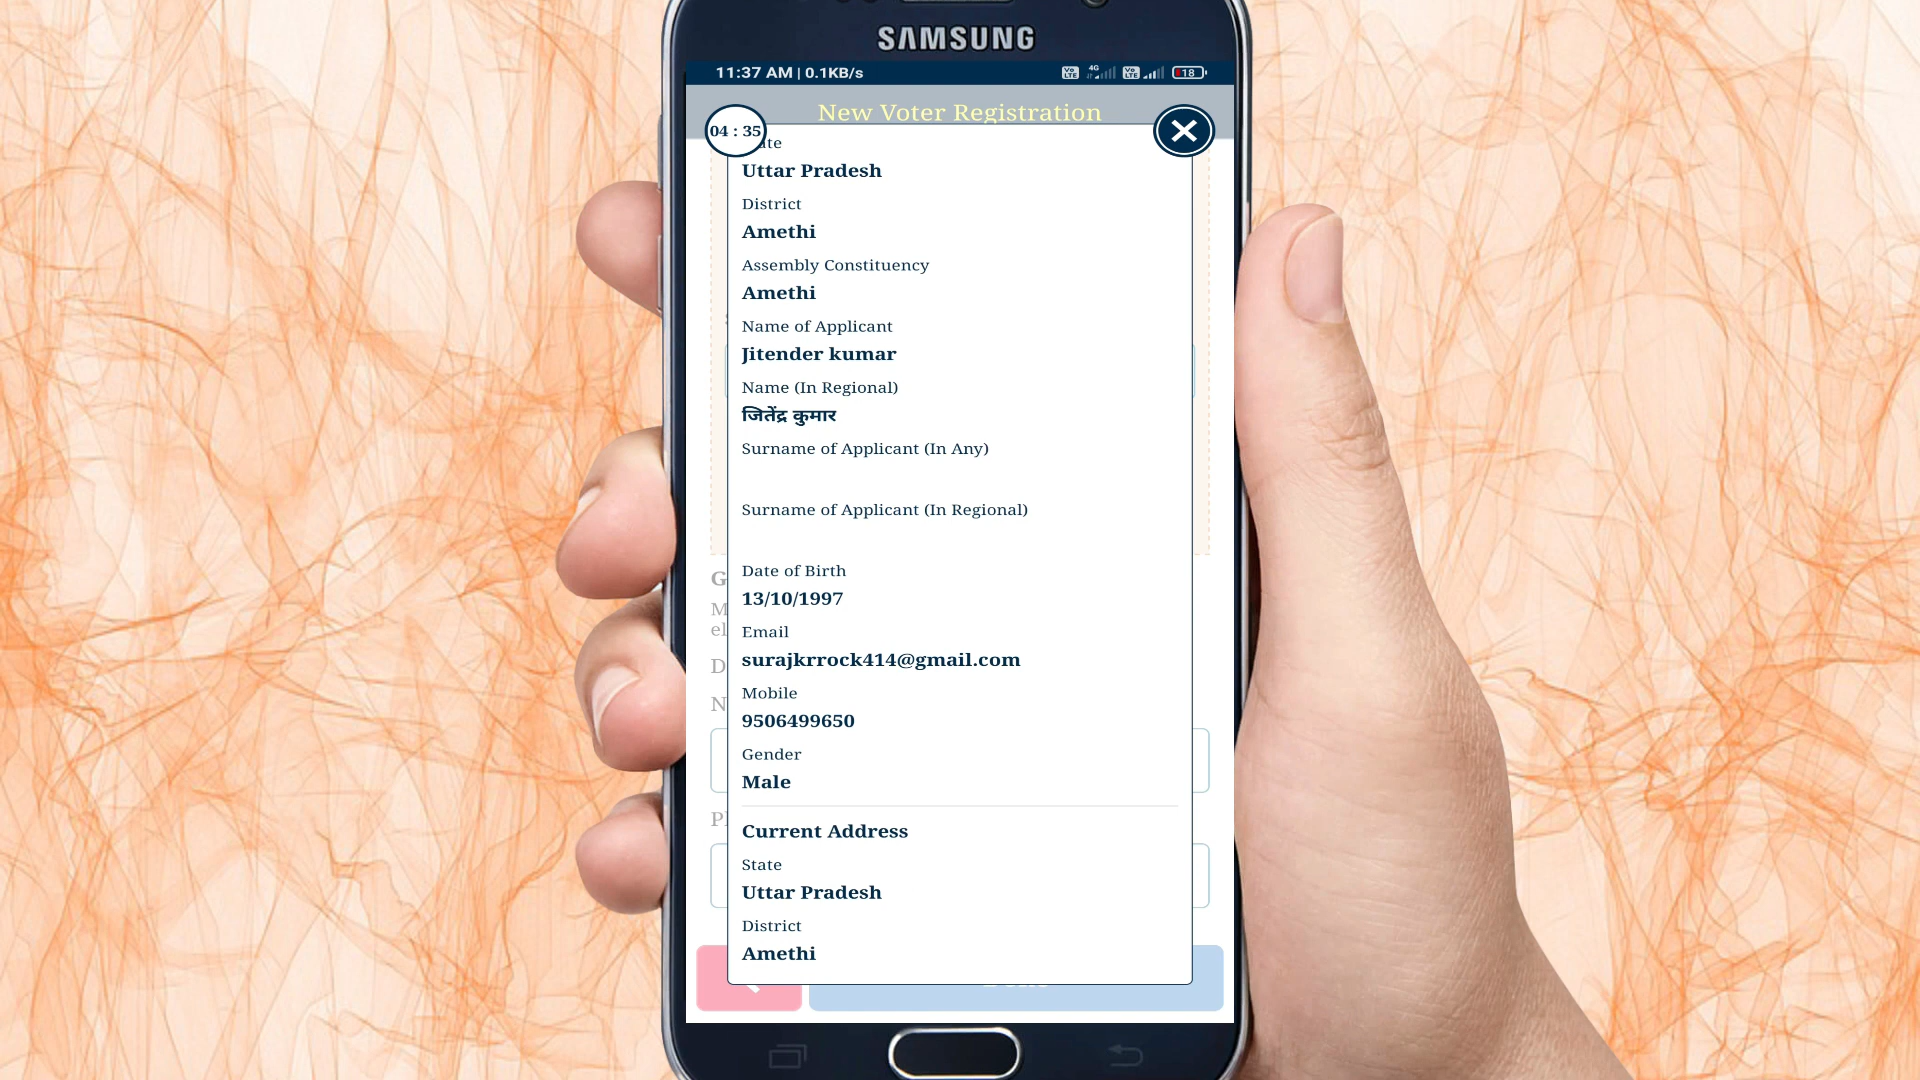 SAMSUNG
11:37 AM | 0.1KB/s
4G
18
New Voter Registration
04 : 35
Uttar Pradesh
District
Amethi
Assembly Constituency
Amethi
Name of Applicant
Jitender kumar
Name (In Regional)
जितेंद्र कुमार
Surname of Applicant (In Any)
Surname of Applicant (In Regional)
Date of Birth
13/10/1997
Email
surajkrrock414@gmail.com
Mobile
9506499650
Gender
Male
Current Address
State
Uttar Pradesh
District
Amethi